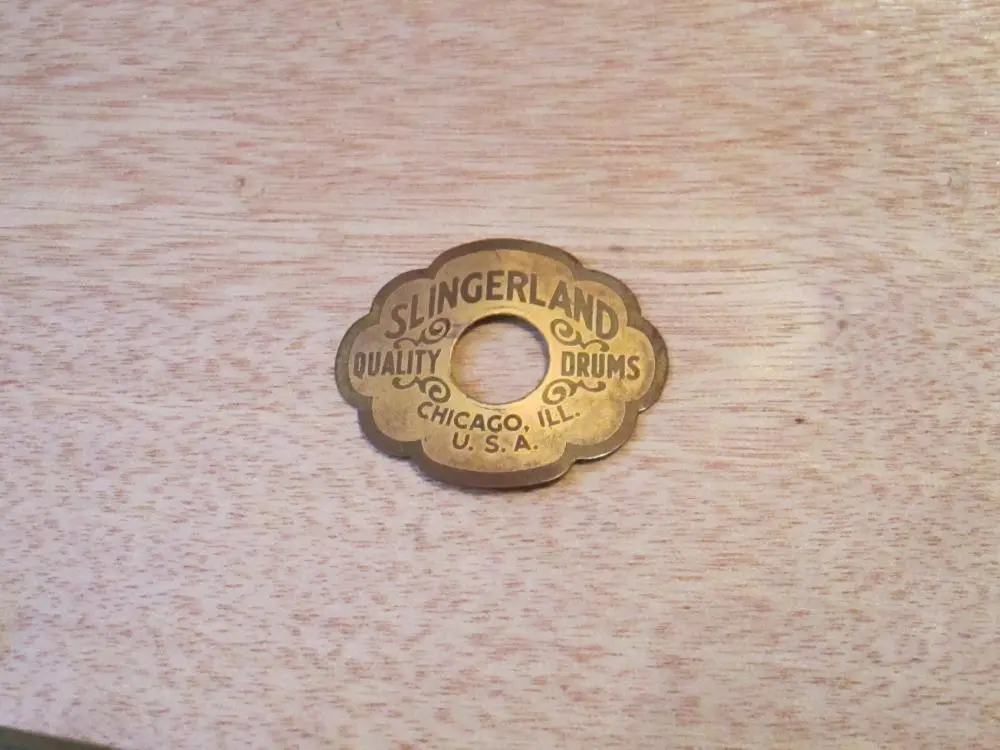 SLINGERLAND
QUALITY DRUMS
CHICAGO, ILL.
U. S. A.